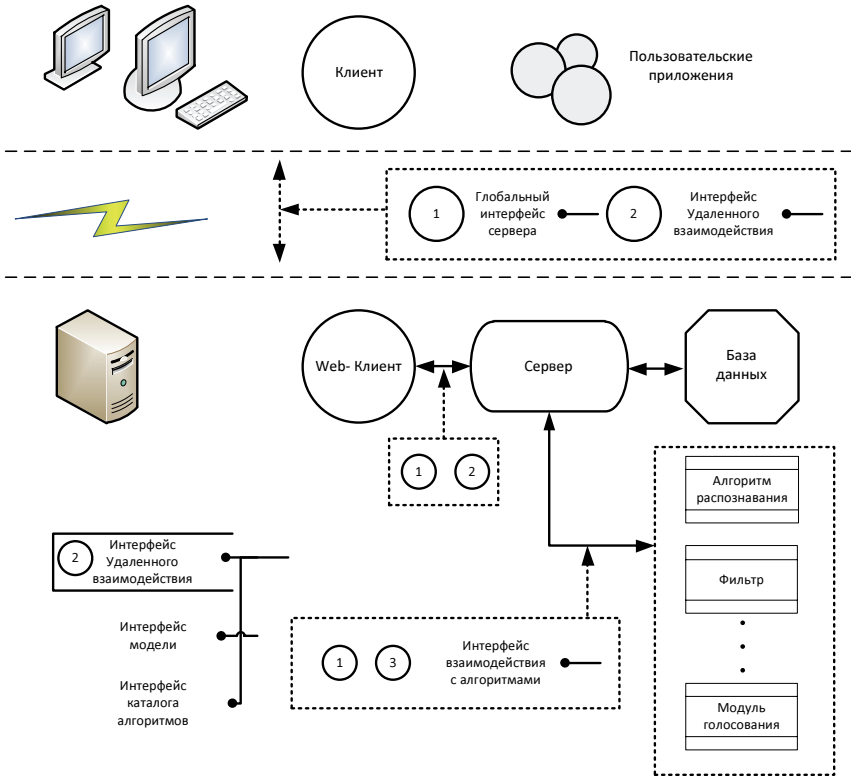 Клиент
Пользовательские
приложения
1
Глобальный
интерфейс
сервера
2
Интерфейс
Удаленного
взаимодействия
Web- Клиент
Сервер
База
данных
1
2
Алгоритм
распознавания
2
Интерфейс
Удаленного
взаимодействия
Фильтр
Интерфейс
модели
1
3
Интерфейс
взаимодействия
с алгоритмами
Интерфейс
каталога
алгоритмов
Модуль
голосования